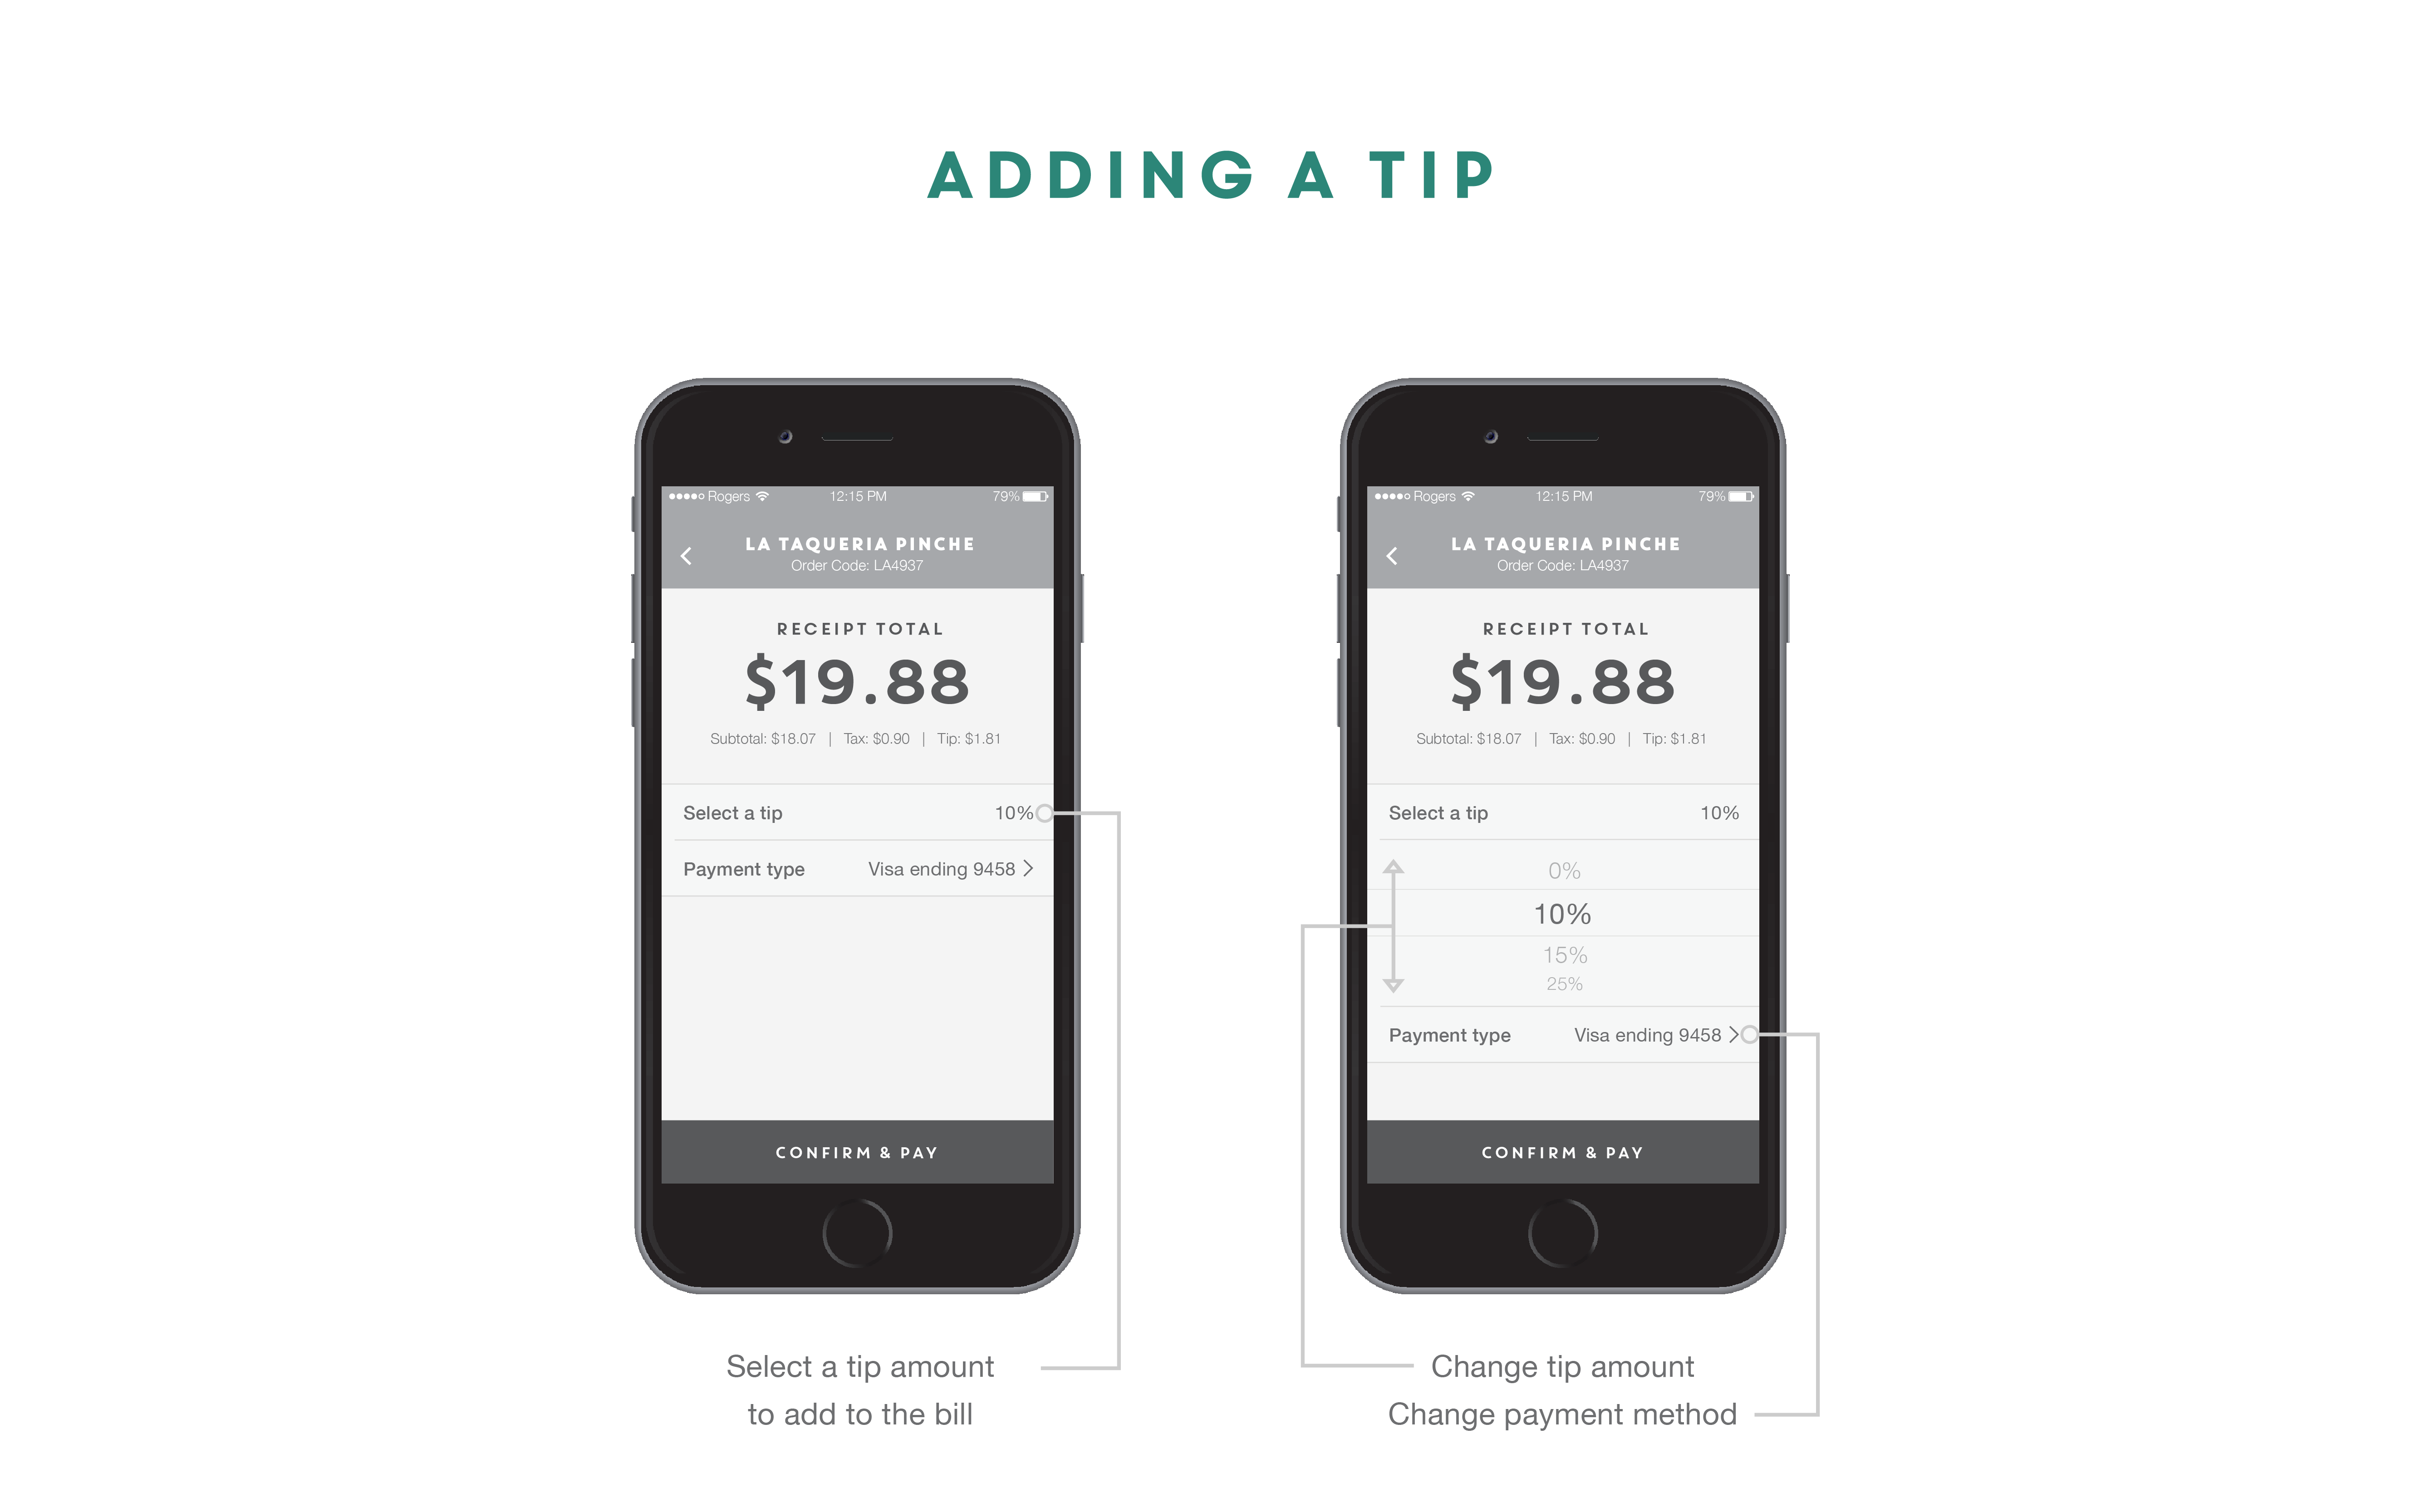 ADDING A TIP
Rogers 12:15 PM 79%
LA TAQUERIA PINCHE
Order Code: LA4937
RECEIPT TOTAL
$19.88
Subtotal: $18.07 | Tax: $0.90 | Tip: $1.81
Select a tip 10%
Payment type Visa ending 9458
CONFIRM & PAY
Select a tip amount
to add to the bill
Rogers 12:15 PM 79%
LA TAQUERIA PINCHE
Order Code: LA4937
RECEIPT TOTAL
$19.88
Subtotal: $18.07 | Tax: $0.90 | Tip: $1.81
Select a tip 10%
0%
10%
15%
25%
Payment type Visa ending 9458
CONFIRM & PAY
Change tip amount
Change payment method